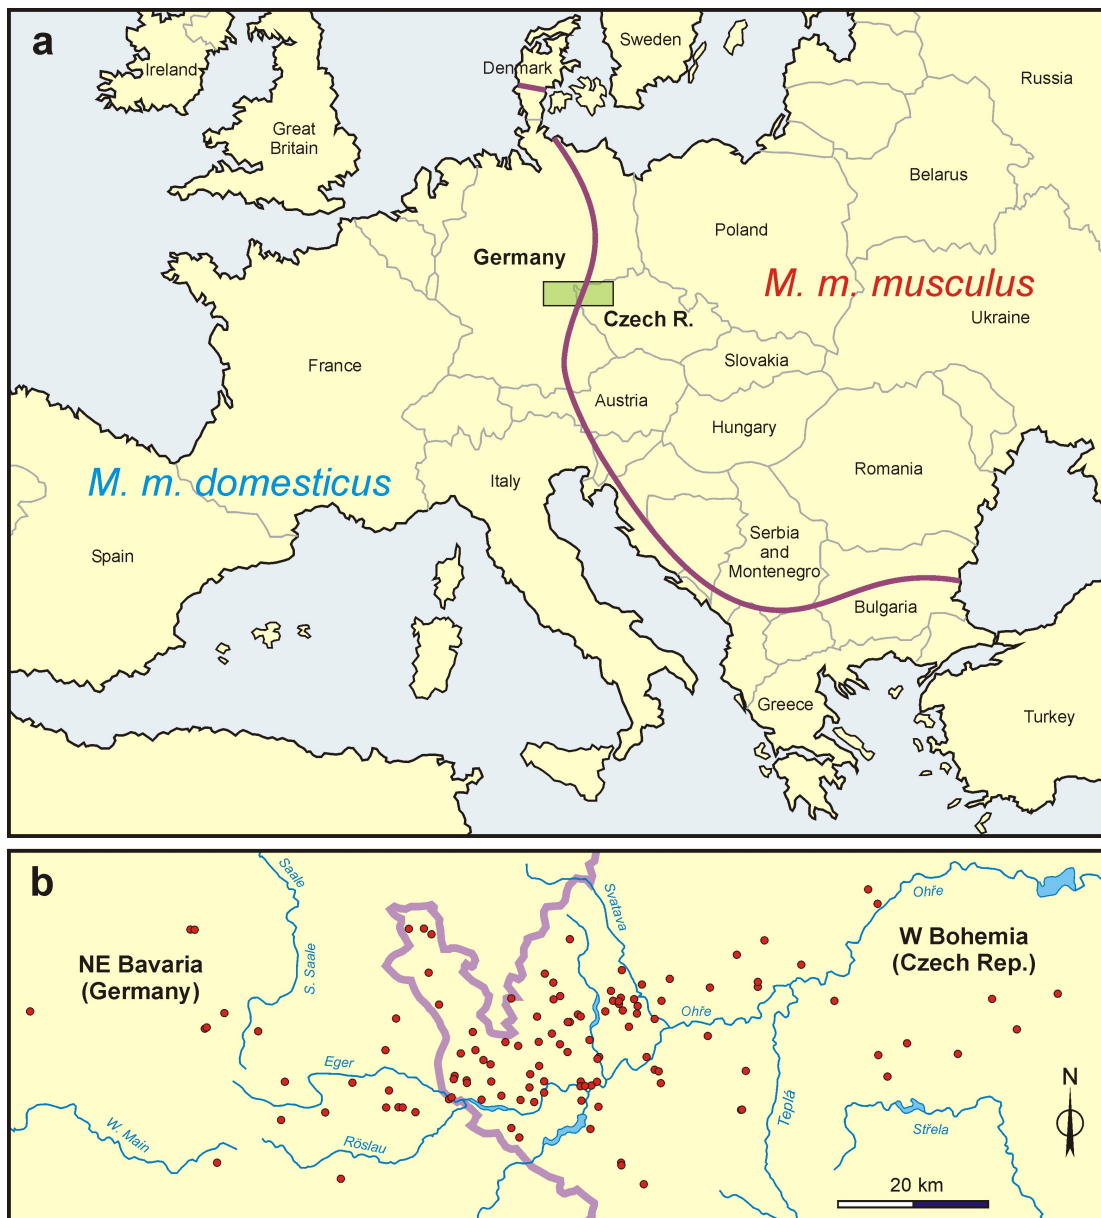 a
Sweden
Ireland
Denmark
Russia
Great
Britain
Belarus
Poland
Germany
M. m. musculus
Czech R.
Ukraine
France
Slovakia
Austria
Hungary
M. m. domesticus
Italy
Romania
Spain
Serbia
and
Montenegro
Bulgaria
Greece
Turkey
b
Saale
Svatava
Ohře
NE Bavaria
(Germany)
S. Saale
W Bohemia
(Czech Rep.)
Ohře
Eger
Teplá
N
W. Main
Röslau
Střela
20 km